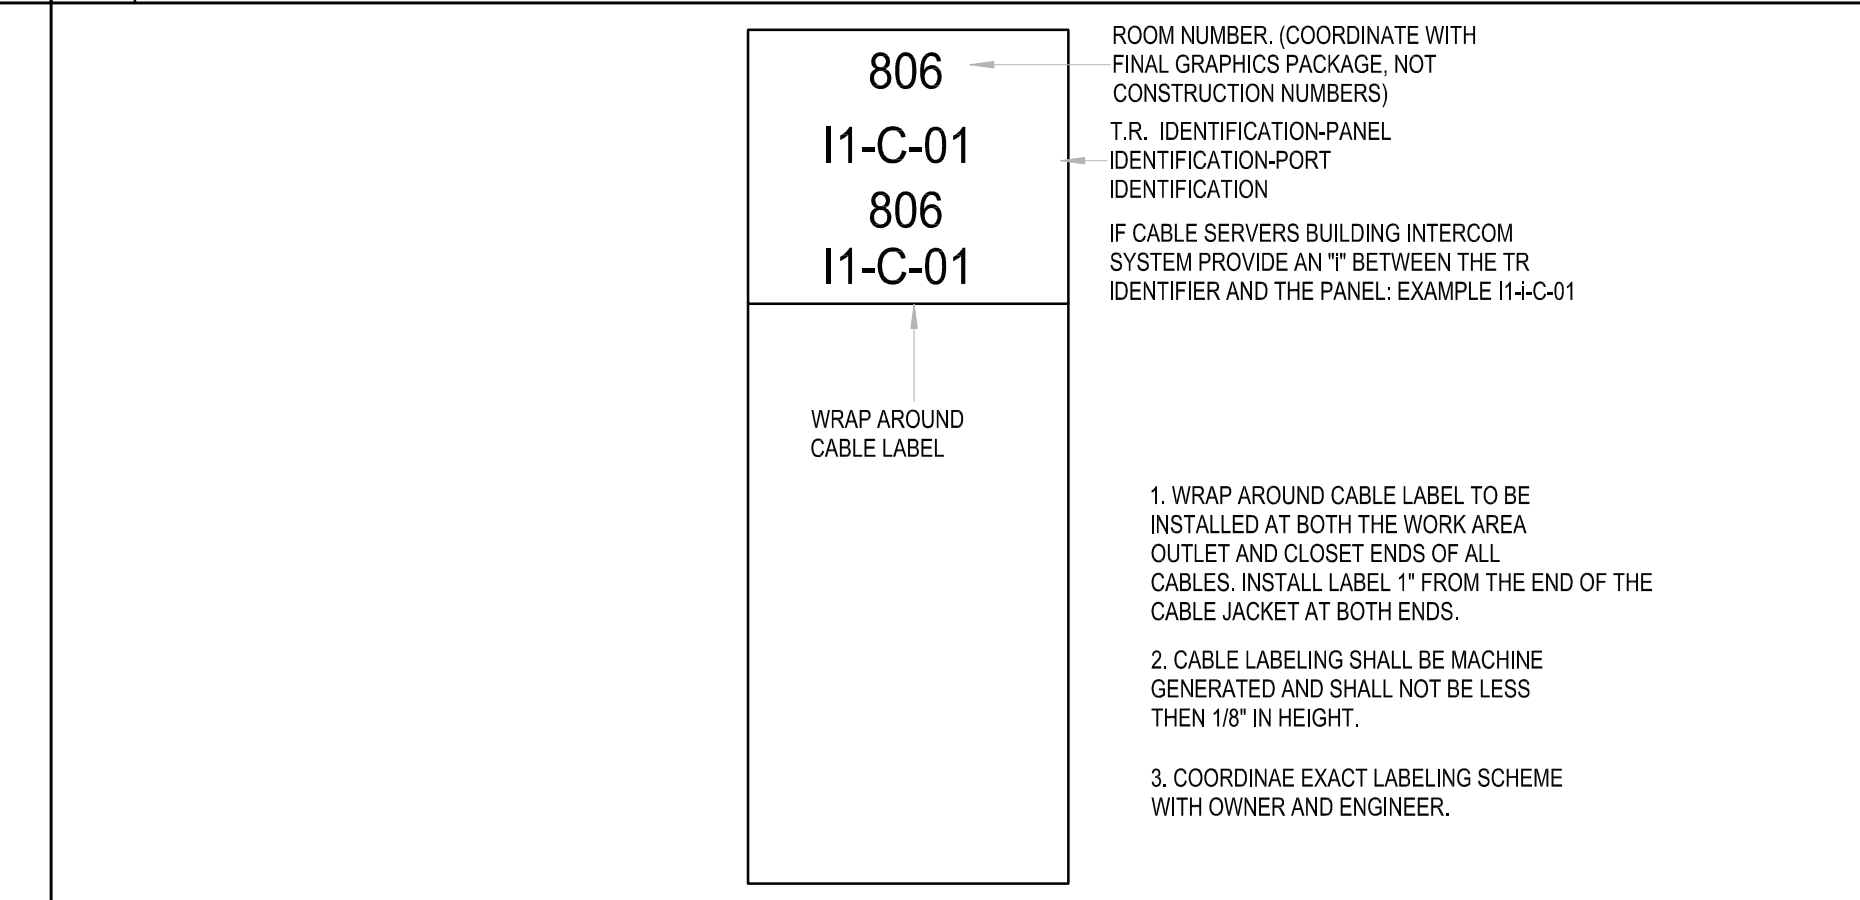 806
I1-C-01
806
I1-C-01
WRAP AROUND
CABLE LABEL
ROOM NUMBER. (COORDINATE WITH
FINAL GRAPHICS PACKAGE, NOT
CONSTRUCTION NUMBERS)
T.R. IDENTIFICATION-PANEL
IDENTIFICATION-PORT
IDENTIFICATION
IF CABLE SERVERS BUILDING INTERCOM
SYSTEM PROVIDE AN "i" BETWEEN THE TR
IDENTIFIER AND THE PANEL: EXAMPLE I1-i-C-01
1. WRAP AROUND CABLE LABEL TO BE
INSTALLED AT BOTH THE WORK AREA
OUTLET AND CLOSET ENDS OF ALL
CABLES. INSTALL LABEL 1" FROM THE END OF THE
CABLE JACKET AT BOTH ENDS.
2. CABLE LABELING SHALL BE MACHINE
GENERATED AND SHALL NOT BE LESS
THEN 1/8" IN HEIGHT.
3. COORDINAE EXACT LABELING SCHEME
WITH OWNER AND ENGINEER.